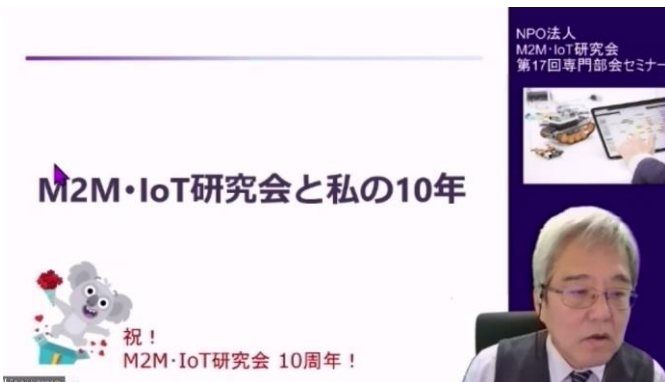 NPO法人
M2M・IoT研究会
第17回専門部会セミナー
M2M・IoT研究会と私の10年
祝！
M2M・IoT研究会 10周年！